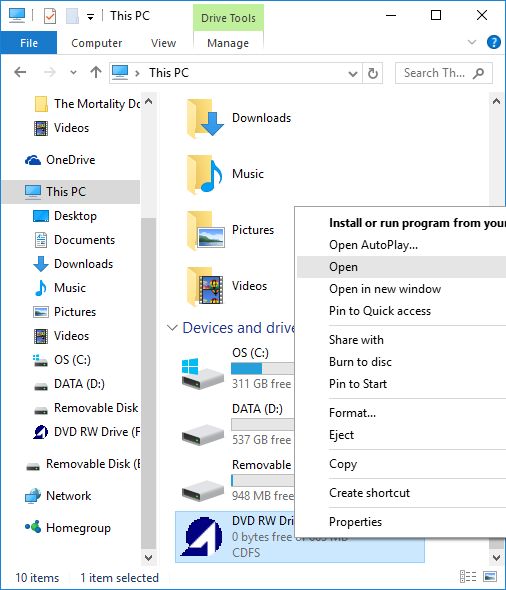 This PC
Drive Tools
File
Computer
View
Manage
This PC
Search Th...
The Mortality Do
Videos
OneDrive
This PC
Desktop
Documents
Downloads
Music
Pictures
Videos
OS (C:)
DATA (D:)
Removable Disk
DVD RW Drive (F
Removable Disk (E
Network
Homegroup
Downloads
Music
Pictures
Videos
Devices and drive
OS (C:)
311 GB free
DATA (D:)
537 GB free
Removable
948 MB free
DVD RW Dri
0 bytes free of
CDFS
Install or run program from your
Open AutoPlay...
Open
Open in new window
Pin to Quick access
Share with
Burn to disc
Pin to Start
Format...
Eject
Copy
Create shortcut
Properties
10 items
1 item selected